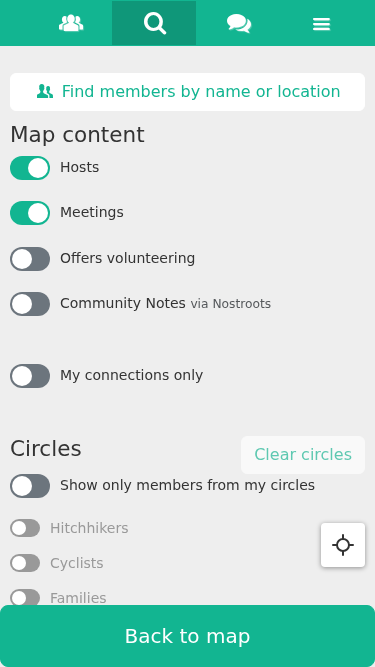 Find members by name or location
Map content
Hosts
Meetings
Offers volunteering
Community Notes via Nostroots
My connections only
Circles
Clear circles
Show only members from my circles
Hitchhikers
Cyclists
Families
Back to map